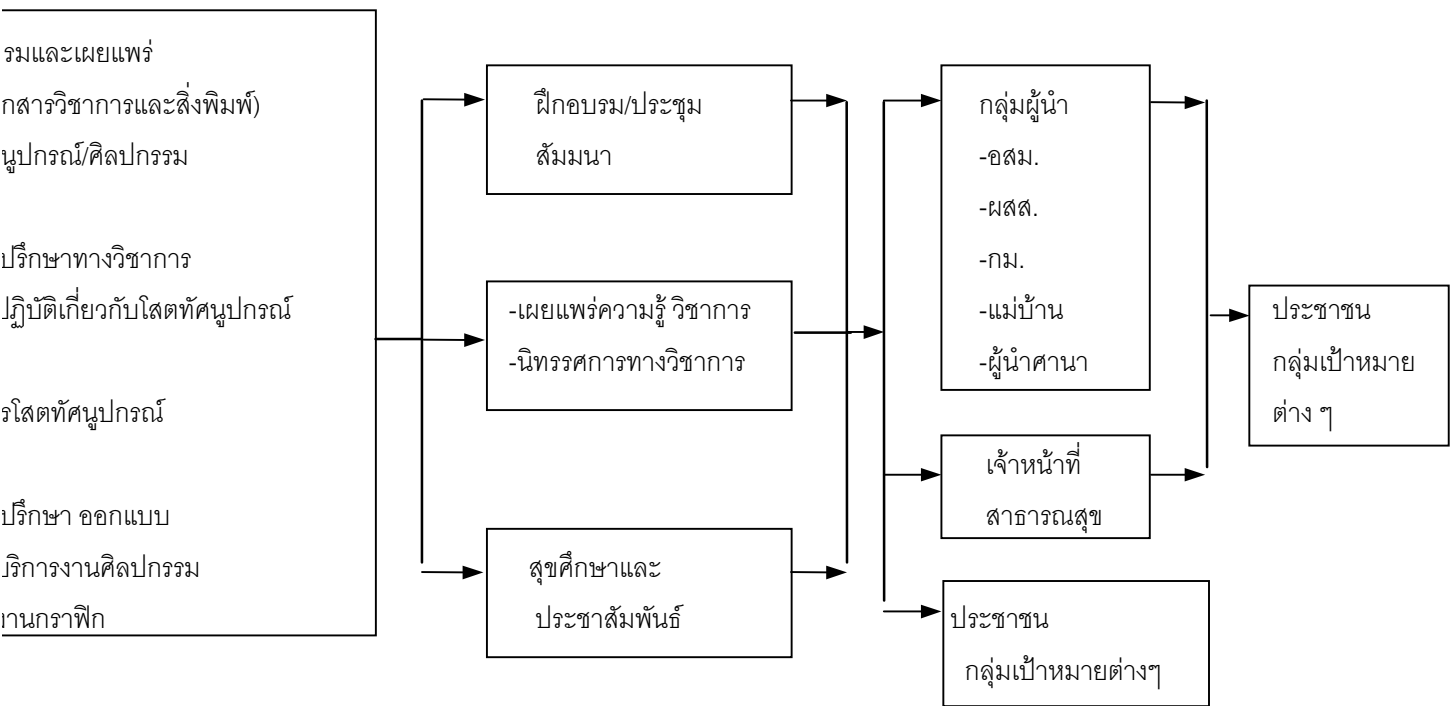 รมและเผยแพร่
กสารวิชาการและสิ่งพิมพ์)
นูปกรณ์/ศิลปกรรม
ปรึกษาทางวิชาการ
ปฏิบัติเกี่ยวกับโสตทัศนูปกรณ์
รโสตทัศนูปกรณ์
ปรึกษา ออกแบบ
บริการงานศิลปกรรม
งานกราฟิก
ฝึกอบรม/ประชุม
สัมมนา
-เผยแพร่ความรู้ วิชาการ
-นิทรรศการทางวิชาการ
สุขศึกษาและ
ประชาสัมพันธ์
กลุ่มผู้นำ
-อสม.
-ผสส.
-กม.
-แม่บ้าน
-ผู้นำศานา
เจ้าหน้าที่
สาธารณสุข
ประชาชน
กลุ่มเป้าหมายต่างๆ
ประชาชน
กลุ่มเป้าหมาย
ต่าง ๆ